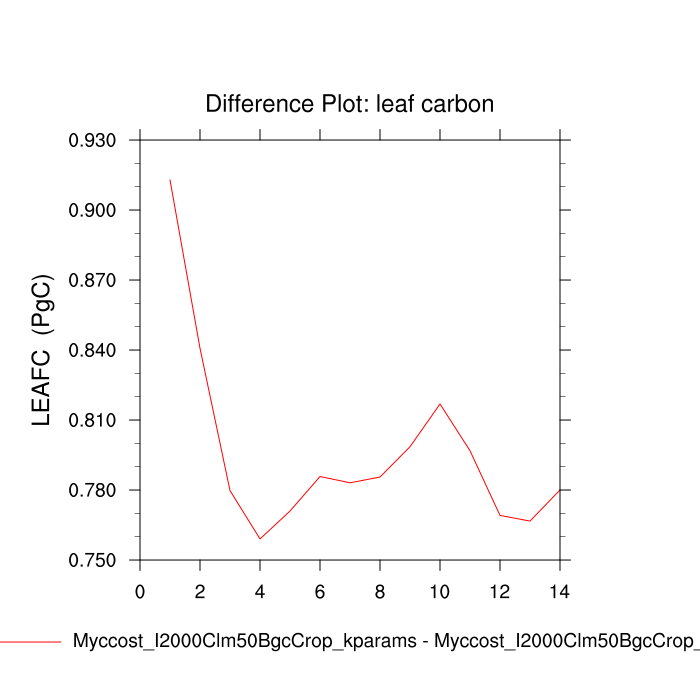 Difference Plot: leaf carbon
0.930
0.900
0.870
0.840
0.810
0.780
0.750
LEAFC (PgC)
0 2 4 6 8 10 12 14
Myccost_I2000Clm50BgcCrop_kparams - Myccost_I2000Clm50BgcCrop_